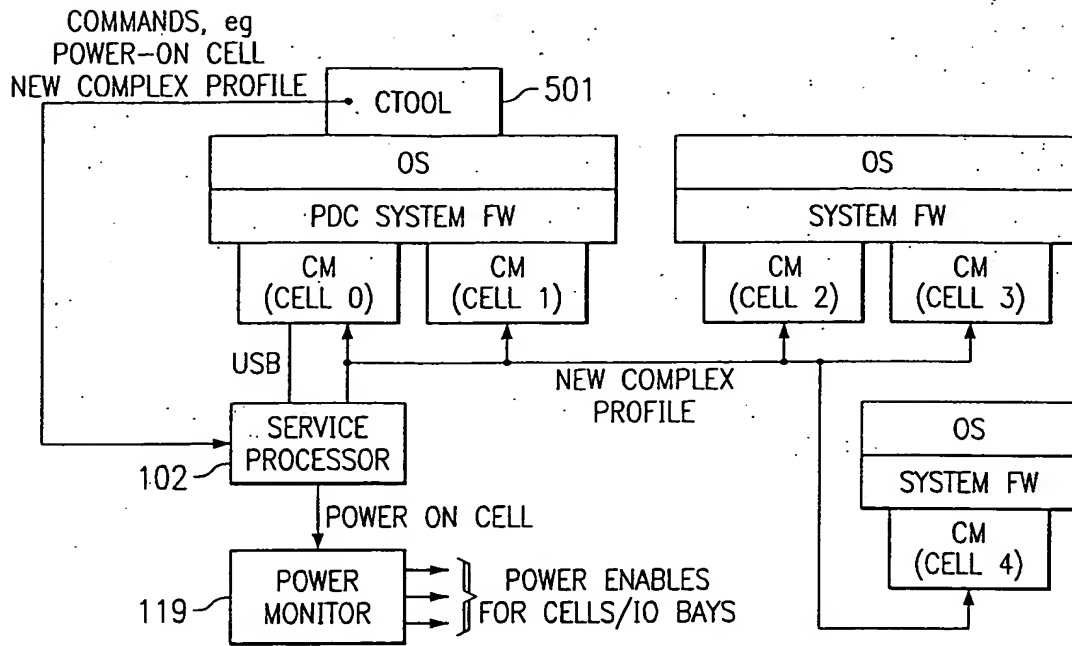 COMMANDS, eg
POWER-ON CELL
NEW COMPLEX PROFILE
CTOOL
501
OS
PDC SYSTEM FW
CM
(CELL 0)
CM
(CELL 1)
OS
SYSTEM FW
CM
(CELL 2)
CM
(CELL 3)
USB
NEW COMPLEX
PROFILE
SERVICE
PROCESSOR
102
OS
SYSTEM FW
CM
(CELL 4)
POWER ON CELL
POWER
MONITOR
119
POWER ENABLES
FOR CELLS/IO BAYS